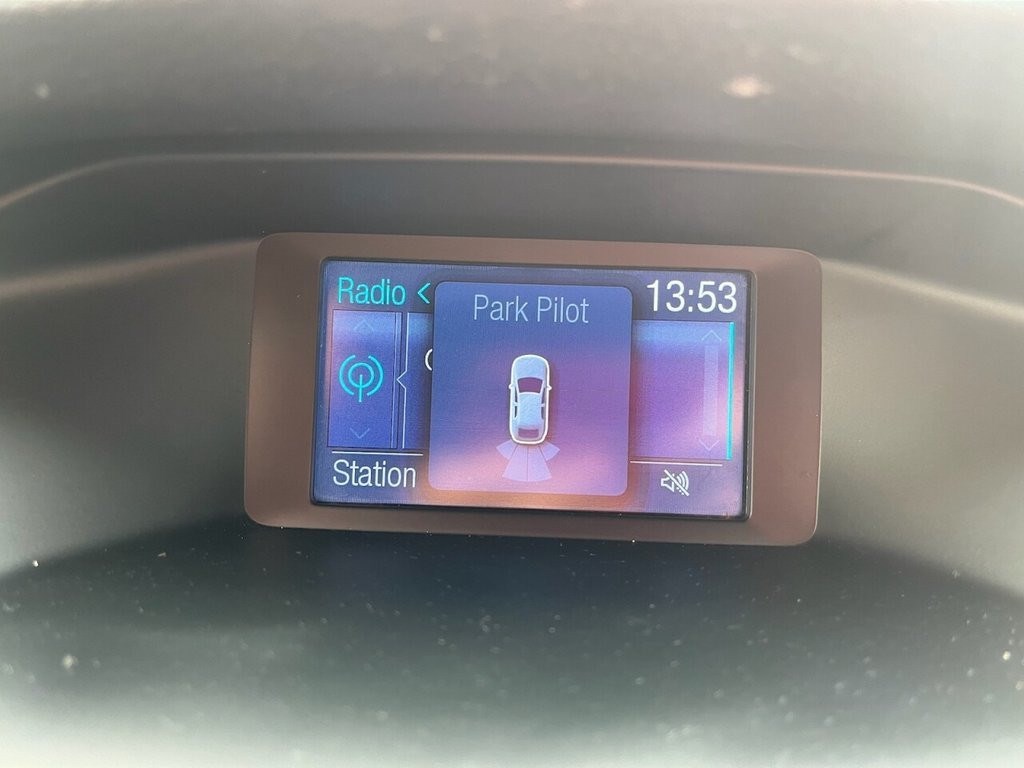 Radio <
Park Pilot
13:53
Station